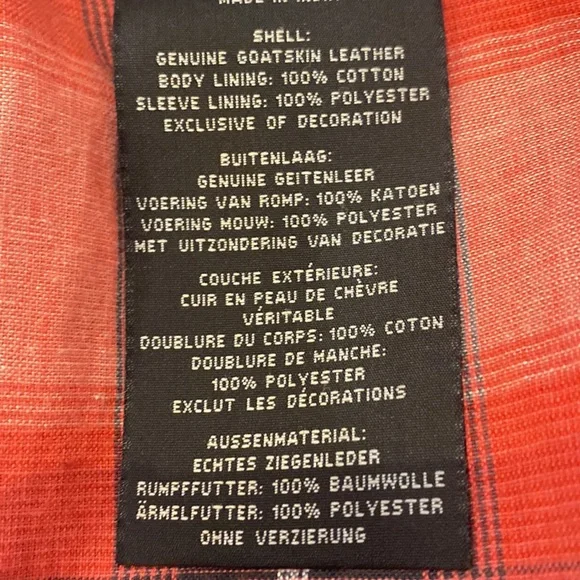 MADE IN
SHELL:
GENUINE GOATSKIN LEATHER
BODY LINING: 100% COTTON
SLEEVE LINING: 100% POLYESTER
EXCLUSIVE OF DECORATION
BUITENLAAG:
GENUINE GEITENLEER
VOERING VAN ROMP: 100% KATOEN
VOERING MOUW: 100% POLYESTER
MET UITZONDERING VAN DECORATIE
COUCHE EXTÉRIEURE:
CUIR EN PEAU DE CHÈVRE
VÉRITABLE
DOUBLURE DU CORPS: 100% COTON
DOUBLURE DE MANCHE:
100% POLYESTER
EXCLUT LES DÉCORATIONS
AUSSENMATERIAL:
ECHTES ZIEGENLEDER
RUMPFFUTTER: 100% BAUMWOLLE
ÄRMELFUTTER: 100% POLYESTER
OHNE VERZIERUNG